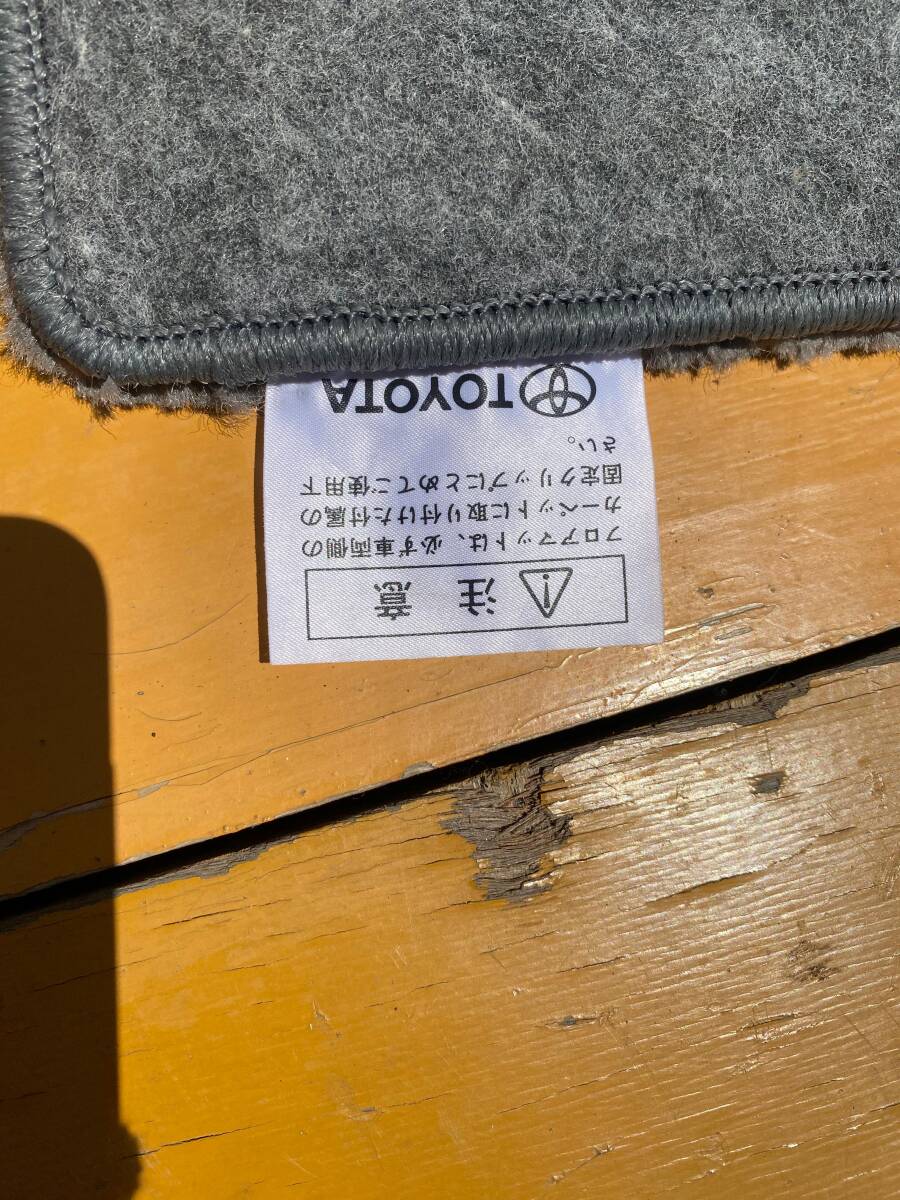 注意
フロアマットは、必ず車両側の
カーペットに取り付けた付属の
固定クリップにとめてご使用下
さい。
TOYOTA